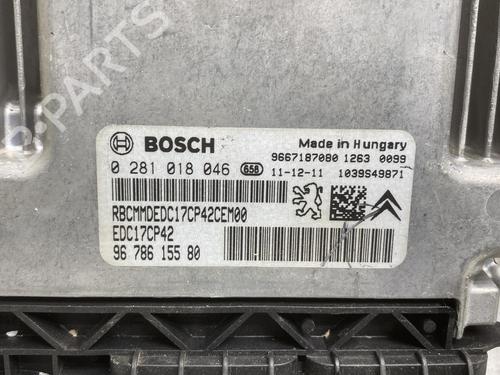 BOSCH
Made in Hungary
9667187080 1263 0099
0 281 018 046 658
11-12-11 1039S49871
RBCMMDEDC17CP42CEM00
EDC17CP42
96 786 155 80
B-PARTS